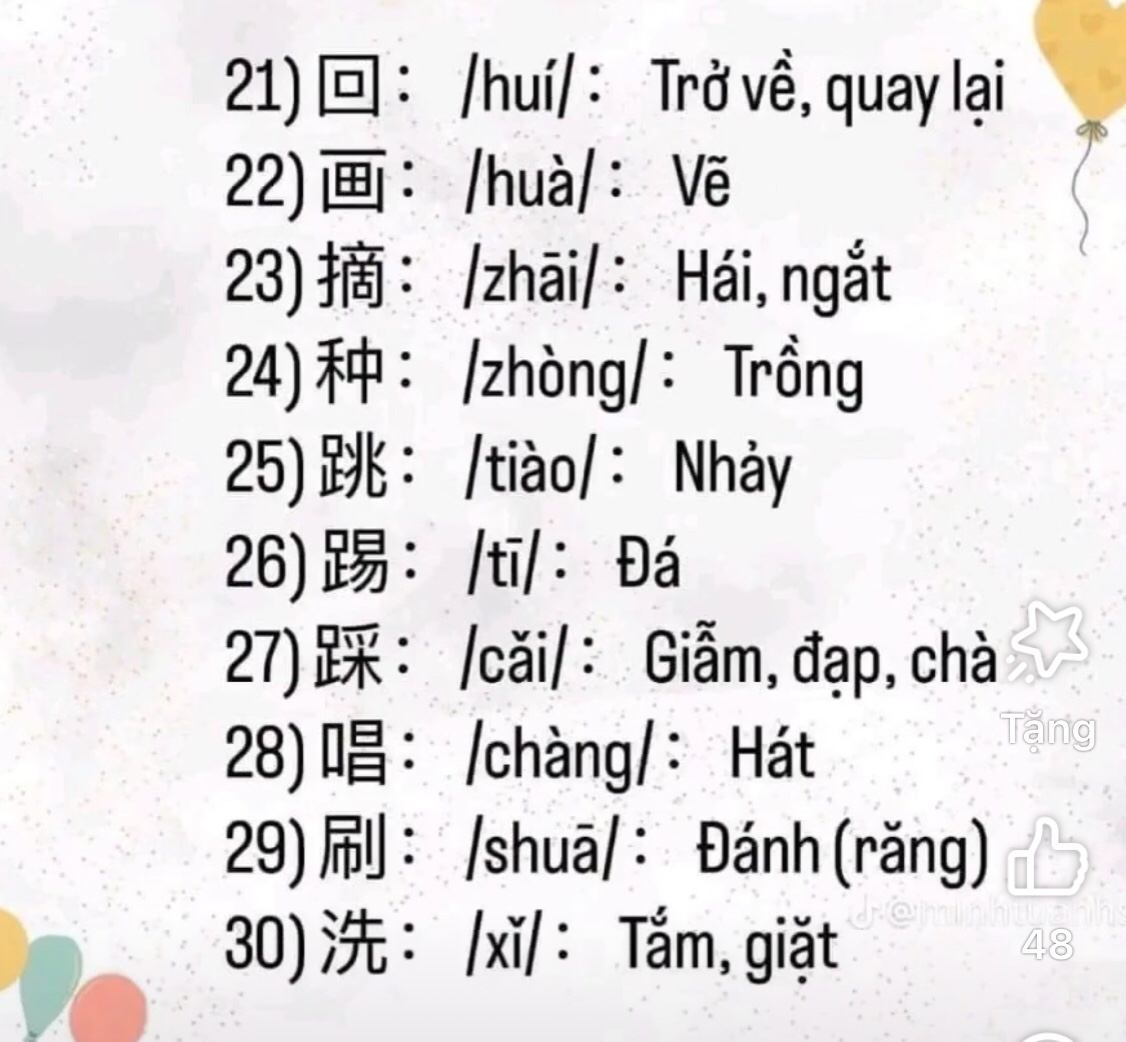 21) 回： /huí/： Trở về, quay lại
22) 画： /huà/： Vẽ
23) 摘： /zhāi/： Hái, ngắt
24) 种： /zhòng/： Trồng
25) 跳： /tiào/： Nhảy
26) 踢： /tī/： Đá
27) 踩： /cǎi/： Giẫm, đạp, chà
Tặng
28) 唱： /chàng/： Hát
29) 刷： /shuā/： Đánh (răng)
30) 洗： /xǐ/： Tắm, giặt
48